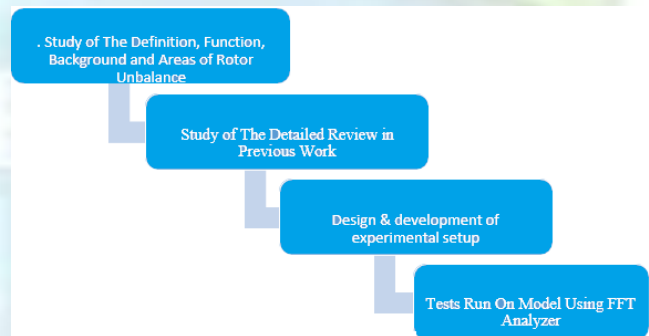 . Study of The Definition, Function,
Background and Areas of Rotor
Unbalance
Study of The Detailed Review in
Previous Work
Design & development of
experimental setup
Tests Run On Model Using FFT
Analyzer